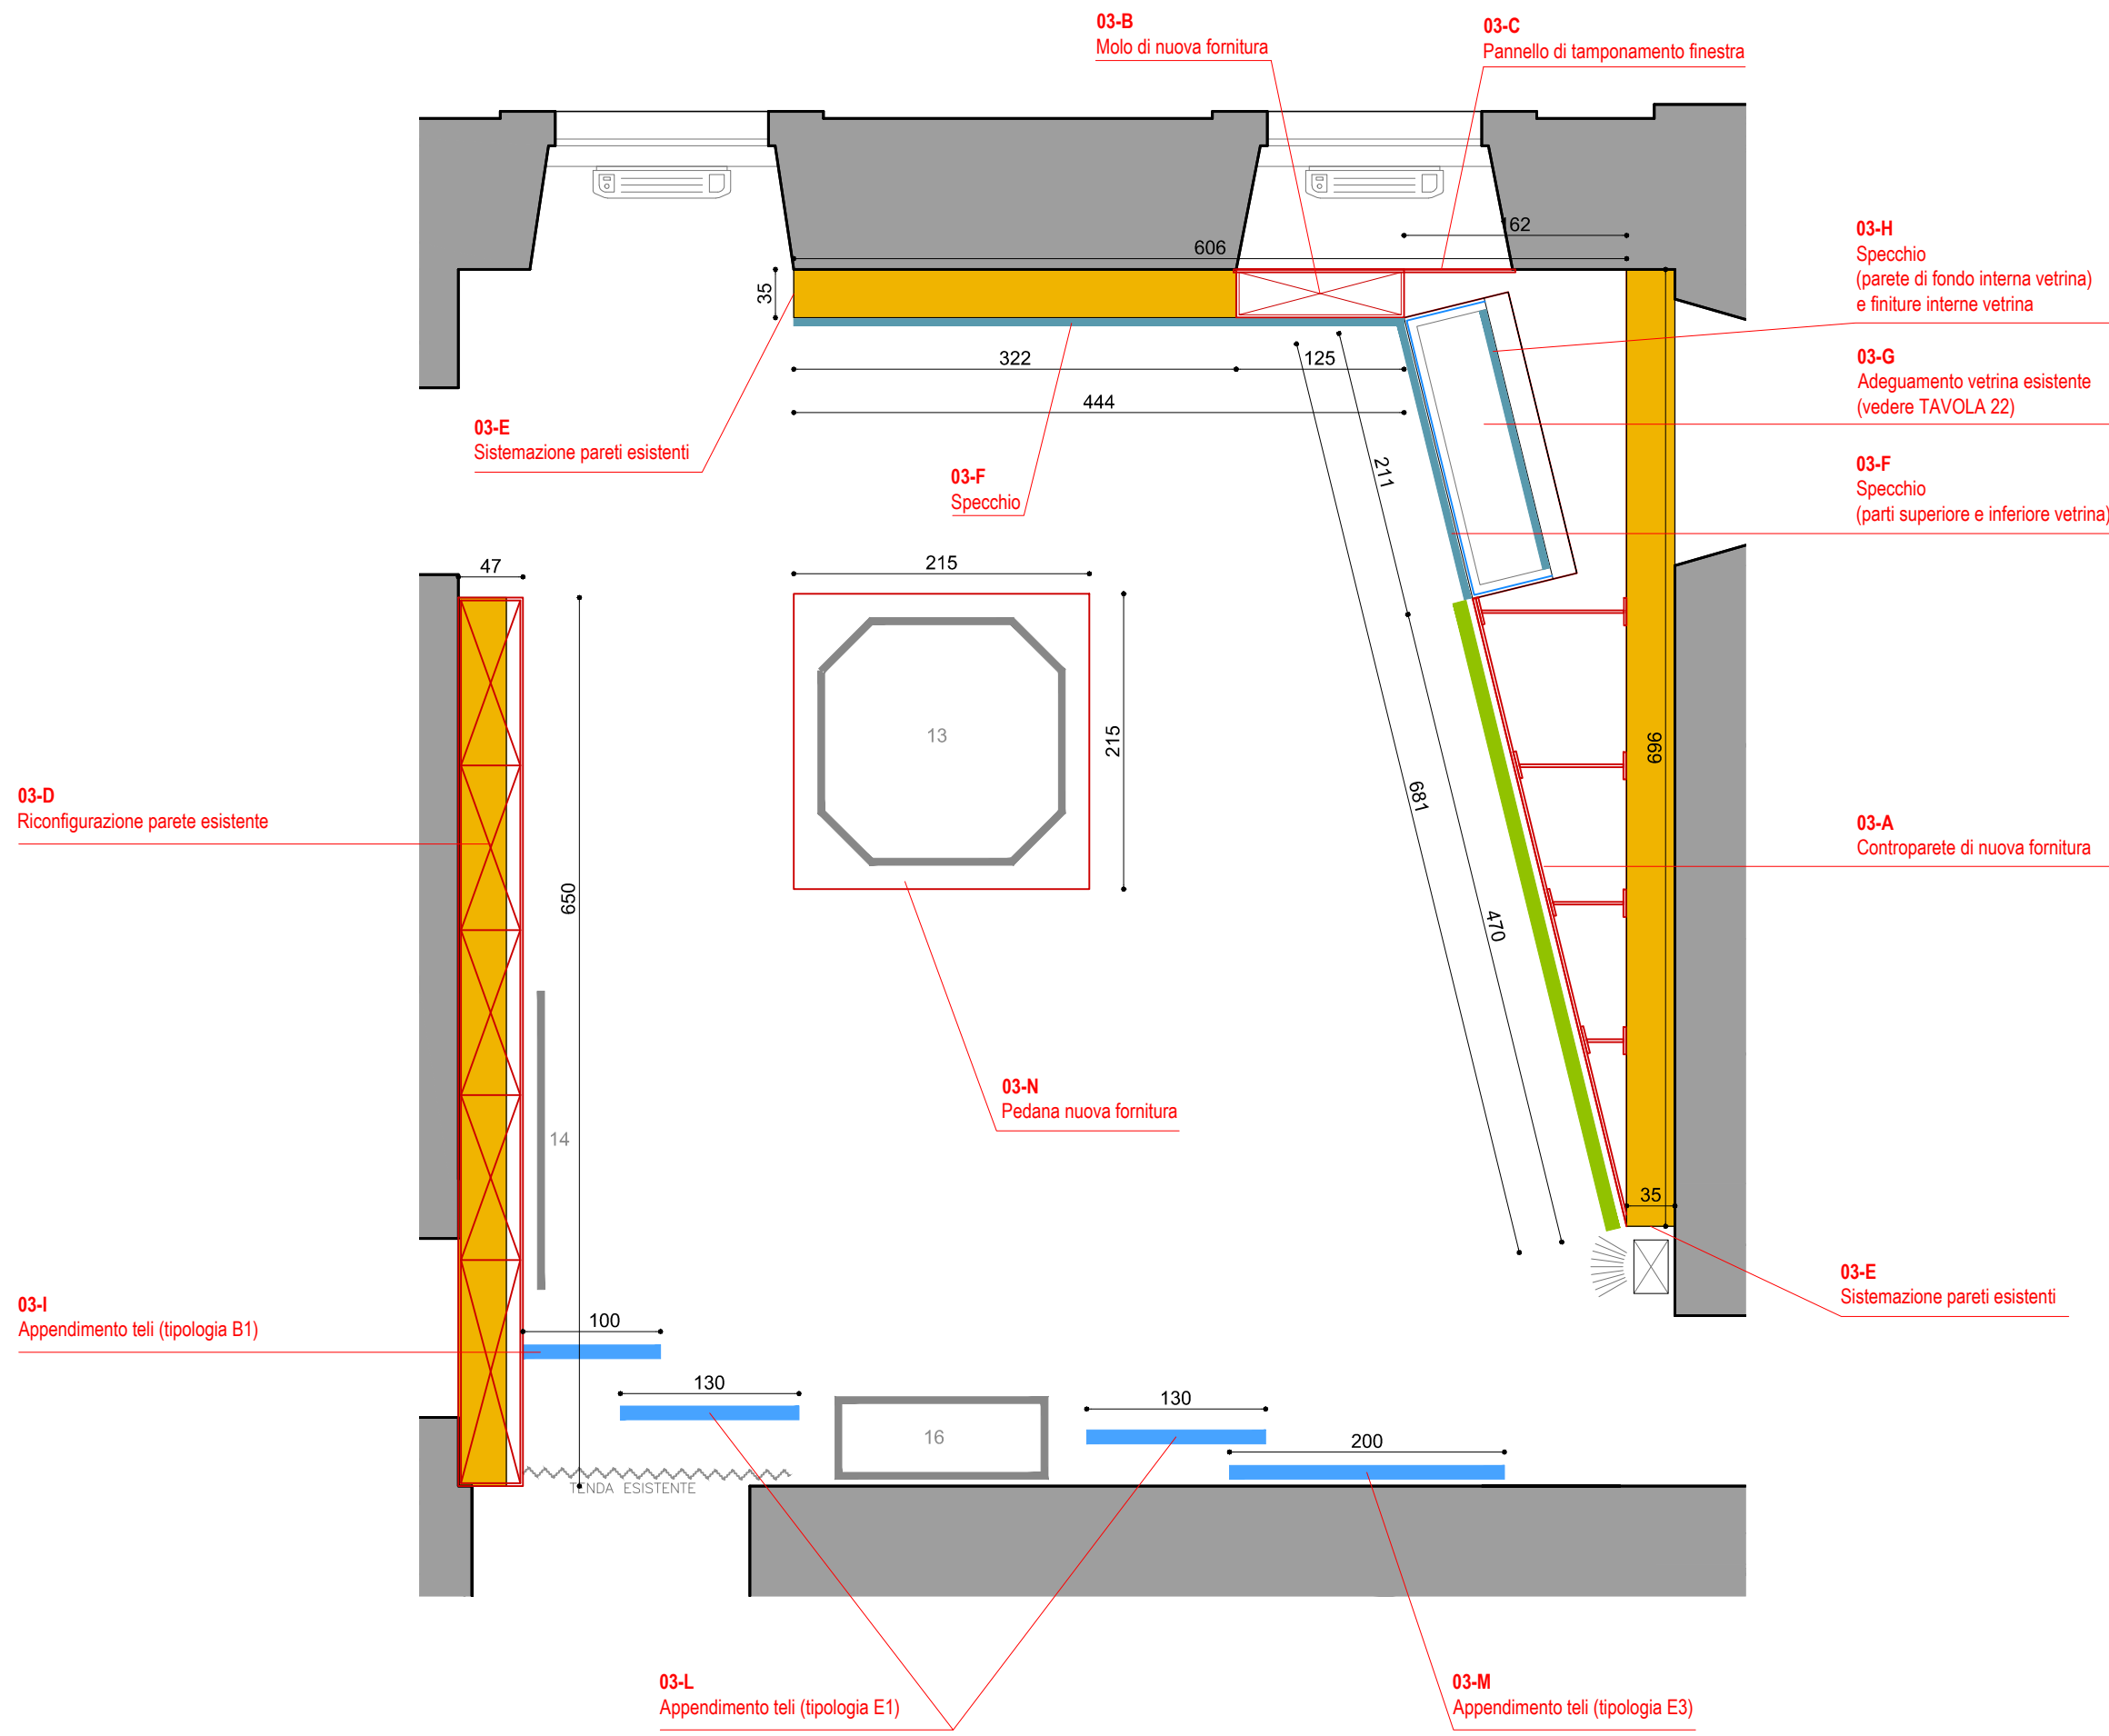 03-B
Molo di nuova fornitura
03-C
Pannello di tamponamento finestra
162
606
35
03-H
Specchio
(parete di fondo interna vetrina)
e finiture interne vetrina
322
125
444
03-G
Adeguamento vetrina esistente
(vedere TAVOLA 22)
03-E
Sistemazione pareti esistenti
03-F
Specchio
211
03-F
Specchio
(parti superiore e inferiore vetrina)
47
215
13
215
696
681
03-D
Riconfigurazione parete esistente
03-A
Controparete di nuova fornitura
650
470
03-N
Pedana nuova fornitura
14
35
03-E
Sistemazione pareti esistenti
03-I
Appendimento teli (tipologia B1)
100
130
130
16
200
TENDA ESISTENTE
03-L
Appendimento teli (tipologia E1)
03-M
Appendimento teli (tipologia E3)